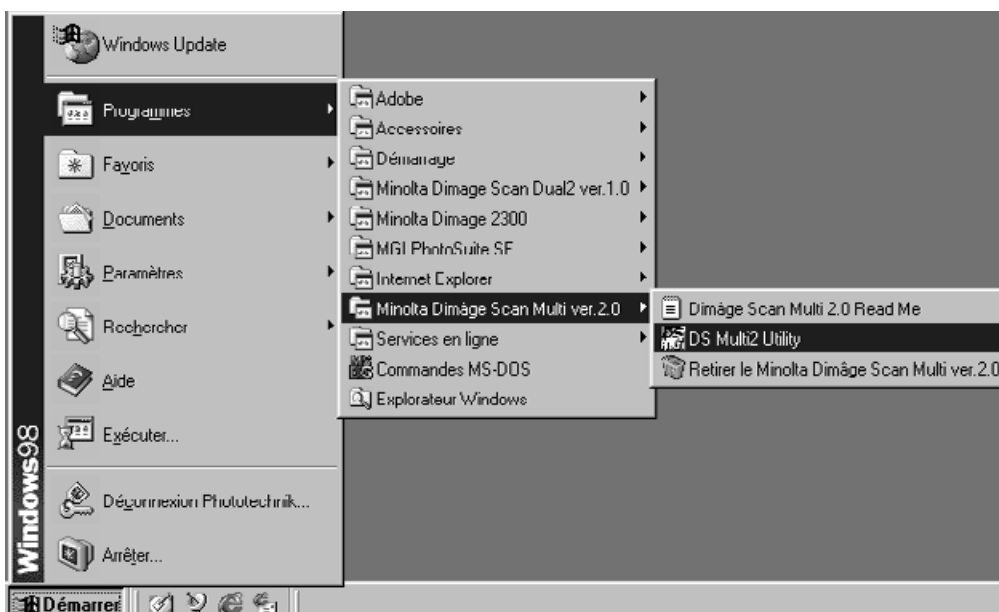 Windows Update
Programmes
Favoris
Documents
Paramètres
Rechercher
Aide
Exécuter...
Déconnexion Phototechnik...
Arrêter...
Windows98
Démarrer
Adobe
Accessoires
Démarrage
Minolta Dimage Scan Dual2 ver.1.0
Minolta Dimage 2300
MGI PhotoSuite SE
Internet Explorer
Minolta Dimâge Scan Multi ver.2.0
Services en ligne
Commandes MS-DOS
Explorateur Windows
Dimâge Scan Multi 2.0 Read Me
DS Multi2 Utility
Retirer le Minolta Dimâge Scan Multi ver.2.0